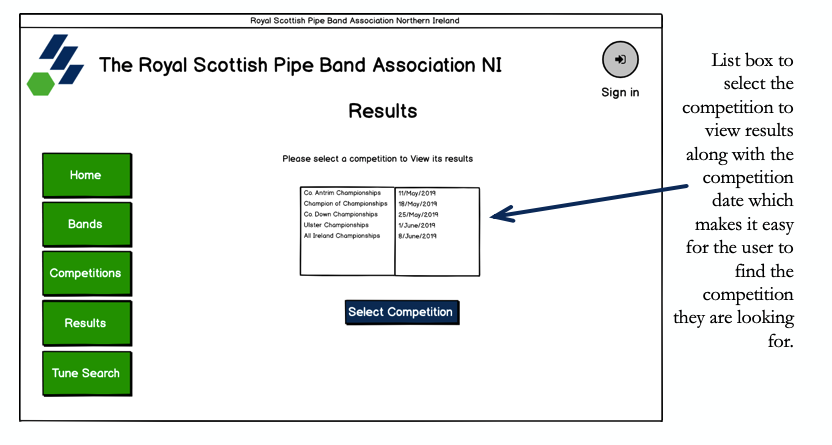 Royal Scottish Pipe Band Association Northern Ireland
The Royal Scottish Pipe Band Association NI
Sign in
Results
Please select a competition to View its results
Home
Bands
Competitions
Results
Tune Search
Co. Antrim Championships 11/May/2019
Champion of Championships 18/May/2019
Co. Down Championships 25/May/2019
Ulster Championships 1/June/2019
All Ireland Championships 8/June/2019
Select Competition
List box to
select the
competition to
view results
along with the
competition
date which
makes it easy
for the user to
find the
competition
they are looking
for.